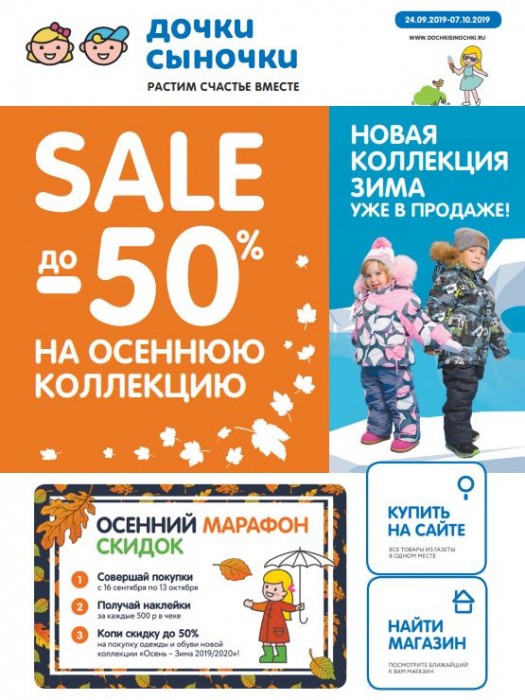 дочки
сыночки
РАСТИМ СЧАСТЬЕ ВМЕСТЕ
24.09.2019-07.10.2019
WWW.DOCHKISINOCHKI.RU
SALE
до -50%
НА ОСЕННЮЮ
КОЛЛЕКЦИЮ
НОВАЯ
КОЛЛЕКЦИЯ
ЗИМА
УЖЕ В ПРОДАЖЕ!
ОСЕННИЙ МАРАФОН
СКИДОК
1 Совершай покупки
с 16 сентября по 13 октября
2 Получай наклейки
за каждые 500 р в чеке
3 Копи скидку до 50%
на покупку одежды и обуви новой
коллекции «Осень – Зима 2019/2020»!
КУПИТЬ
НА САЙТЕ
ВСЕ ТОВАРЫ ИЗ ГАЗЕТЫ
В ОДНОМ МЕСТЕ
НАЙТИ
МАГАЗИН
ПОСМОТРИТЕ БЛИЖАЙШИЙ
К ВАМ МАГАЗИН